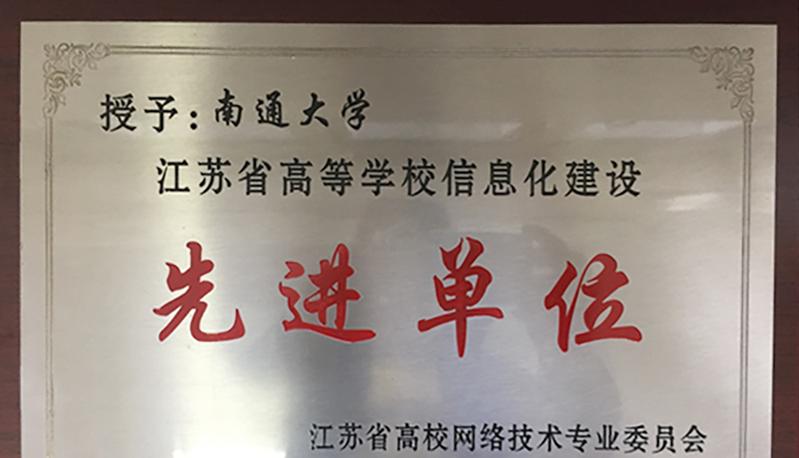 授予：南通大学
江苏省高等学校信息化建设
先进单位
江苏省高校网络技术专业委员会